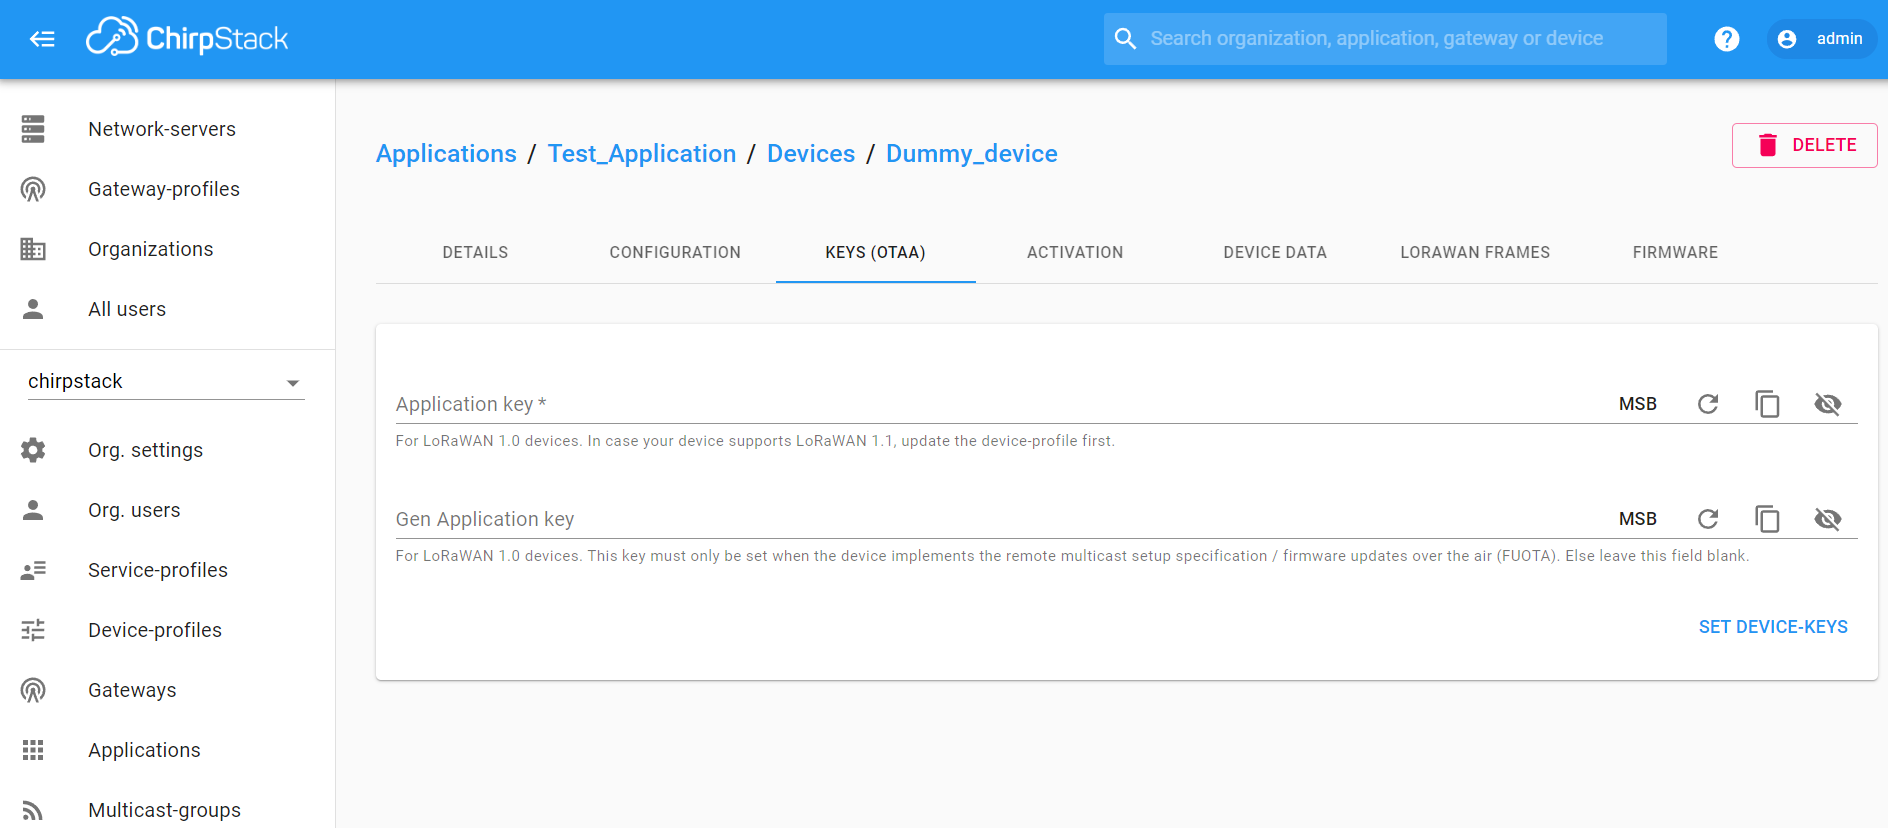 ChirpStack
Search organization, application, gateway or device
?
admin
Network-servers
Gateway-profiles
Organizations
All users
chirpstack
Org. settings
Org. users
Service-profiles
Device-profiles
Gateways
Applications
Multicast-groups
Applications / Test_Application / Devices / Dummy_device
DELETE
DETAILS CONFIGURATION KEYS (OTAA) ACTIVATION DEVICE DATA LORAWAN FRAMES FIRMWARE
Application key * MSB
For LoRaWAN 1.0 devices. In case your device supports LoRaWAN 1.1, update the device-profile first.
Gen Application key MSB
For LoRaWAN 1.0 devices. This key must only be set when the device implements the remote multicast setup specification / firmware updates over the air (FUOTA). Else leave this field blank.
SET DEVICE-KEYS